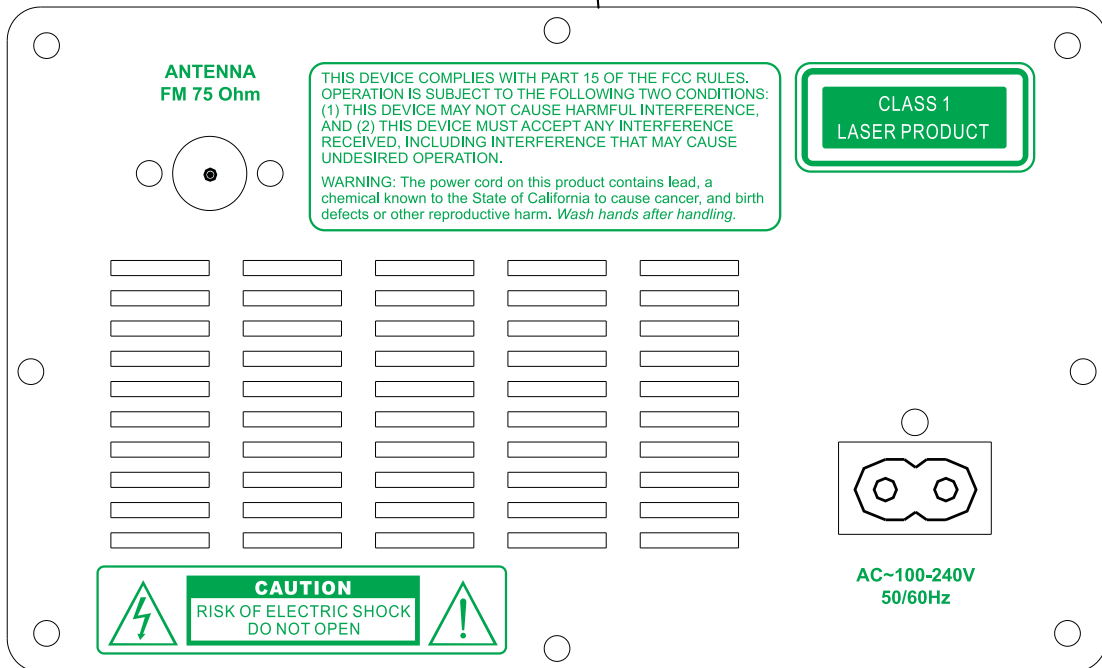 ANTENNA
FM 75 Ohm
THIS DEVICE COMPLIES WITH PART 15 OF THE FCC RULES.
OPERATION IS SUBJECT TO THE FOLLOWING TWO CONDITIONS:
(1) THIS DEVICE MAY NOT CAUSE HARMFUL INTERFERENCE,
AND (2) THIS DEVICE MUST ACCEPT ANY INTERFERENCE
RECEIVED, INCLUDING INTERFERENCE THAT MAY CAUSE
UNDESIRED OPERATION.
WARNING: The power cord on this product contains lead, a
chemical known to the State of California to cause cancer, and birth
defects or other reproductive harm. Wash hands after handling.
CLASS 1
LASER PRODUCT
AC~100-240V
50/60Hz
CAUTION
RISK OF ELECTRIC SHOCK
DO NOT OPEN